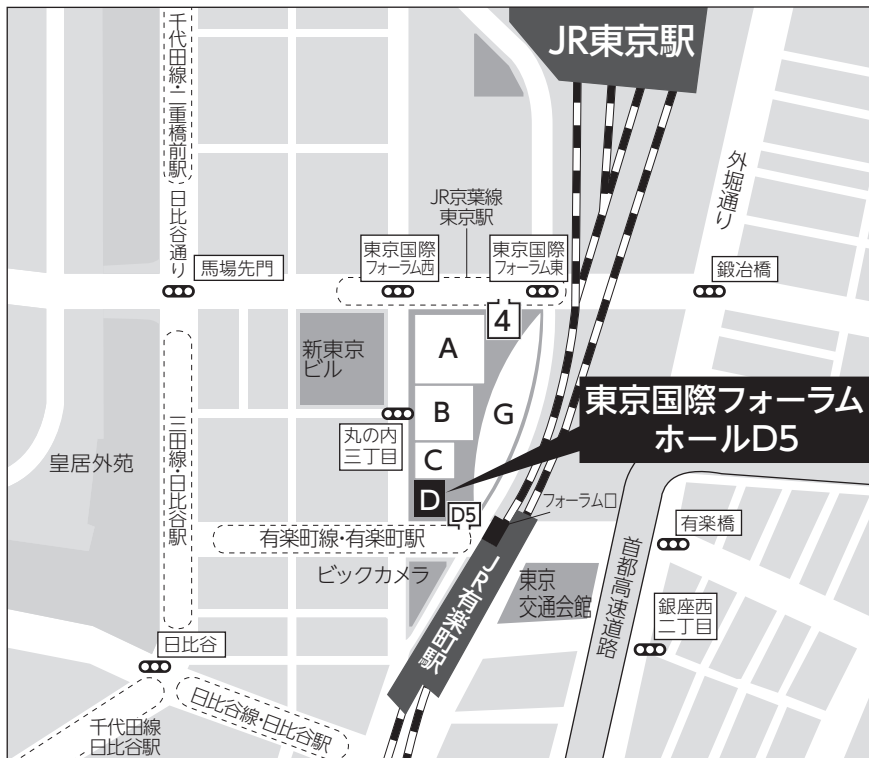 JR東京駅
千代田線・二重橋前駅
日比谷通り
外堀通り
JR京葉線
東京駅
馬場先門
東京国際
フォーラム西
東京国際
フォーラム東
鍛冶橋
4
A
新東京
ビル
B
G
東京国際フォーラム
ホールD5
丸の内
三丁目
C
皇居外苑
三田線・日比谷駅
D
D5
フォーラム口
有楽町線・有楽町駅
有楽橋
ビックカメラ
JR有楽町駅
東京
交通会館
首都高速道路
銀座西
二丁目
日比谷
日比谷線・日比谷駅
千代田線
日比谷駅